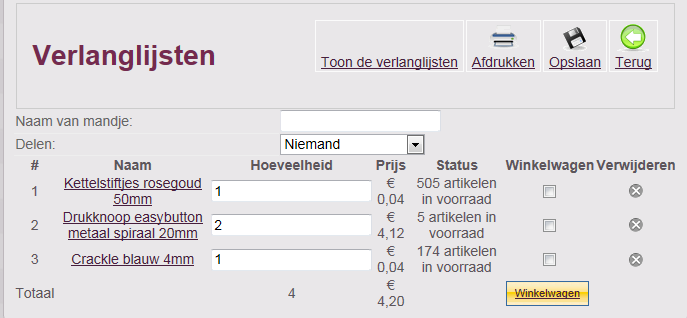 Verlanglijsten
Toon de verlanglijsten Afdrukken Opslaan Terug
Naam van mandje:
Delen: Niemand
# Naam Hoeveelheid Prijs Status Winkelwagen Verwijderen
1 Kettelstiftjes rosegoud 50mm 1 € 0,04 505 artikelen in voorraad
2 Drukknoop easybutton metaal spiraal 20mm 2 € 4,12 5 artikelen in voorraad
3 Crackle blauw 4mm 1 € 0,04 174 artikelen in voorraad
Totaal 4 € 4,20 Winkelwagen